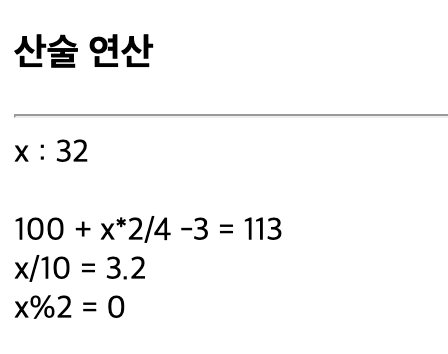 산술 연산
x : 32
100 + x*2/4 -3 = 113
x/10 = 3.2
x%2 = 0